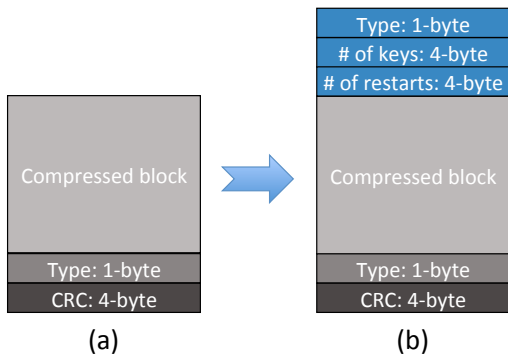 Type: 1-byte
# of keys: 4-byte
# of restarts: 4-byte
Compressed block
Compressed block
Type: 1-byte
Type: 1-byte
CRC: 4-byte
CRC: 4-byte
(a)
(b)